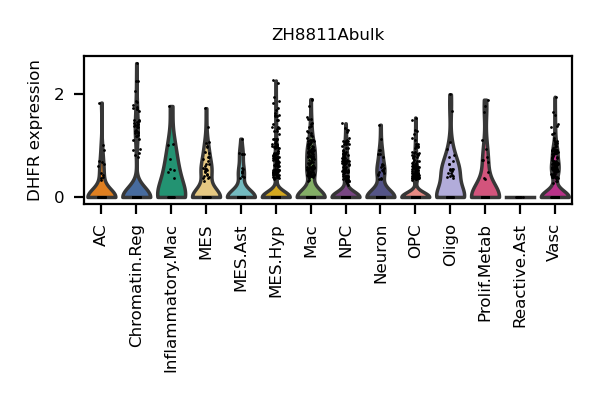 ZH8811Abulk
DHFR expression
2
0
AC
Chromatin.Reg
Inflammatory.Mac
MES
MES.Ast
MES.Hyp
Mac
NPC
Neuron
OPC
Oligo
Prolif.Metab
Reactive.Ast
Vasc